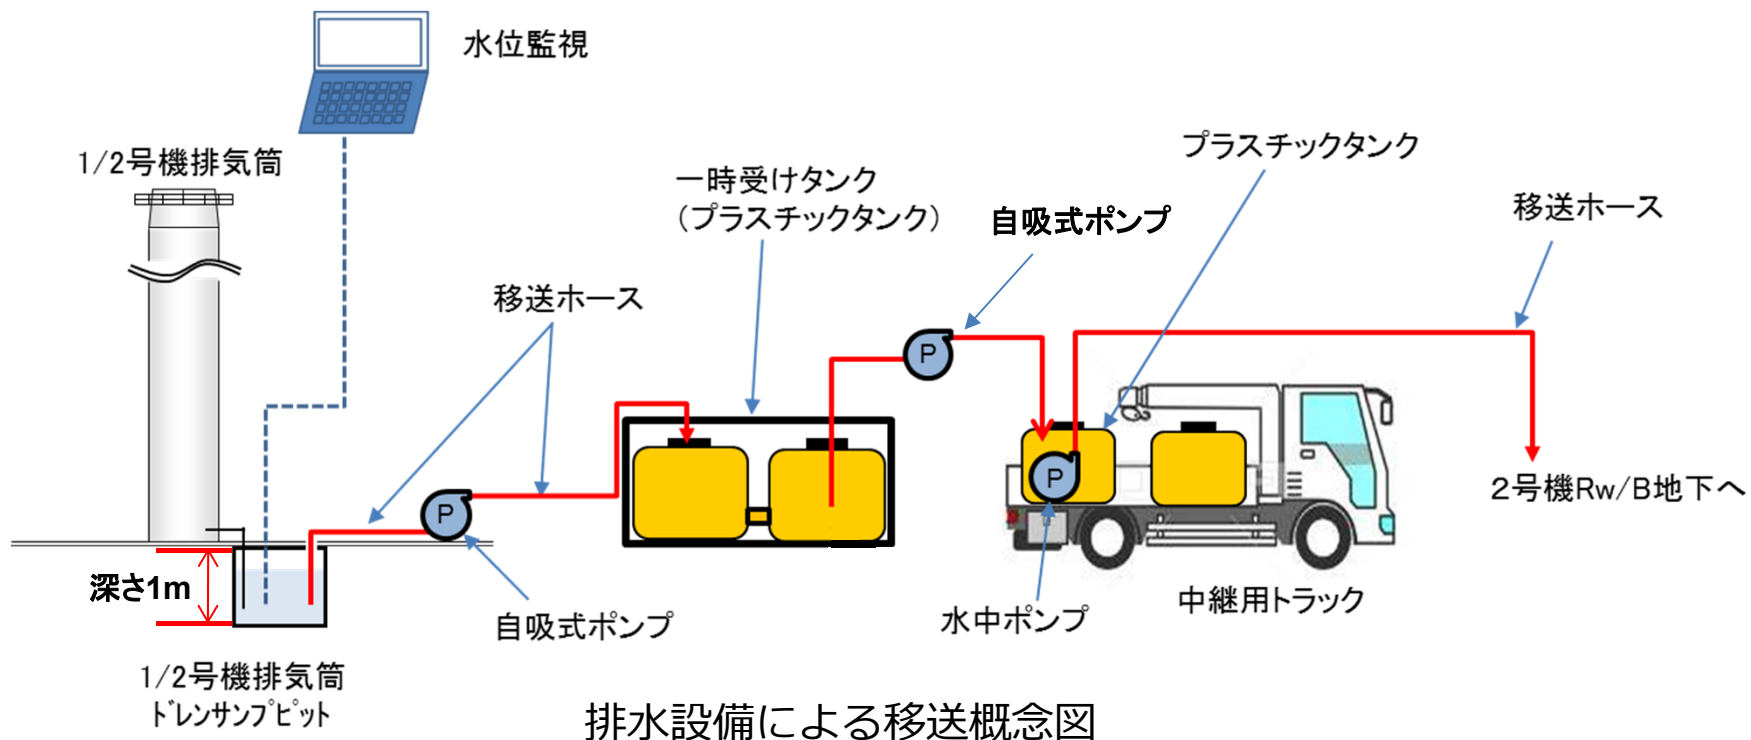 水位監視
1/2号機排気筒
プラスチックタンク
一時受けタンク
（プラスチックタンク）
自吸式ポンプ
移送ホース
移送ホース
P
P
P
2号機Rw/B地下へ
深さ1m
自吸式ポンプ
水中ポンプ
中継用トラック
1/2号機排気筒
ﾄﾞﾚﾝｻﾝﾌﾟﾋﾟｯﾄ
排水設備による移送概念図